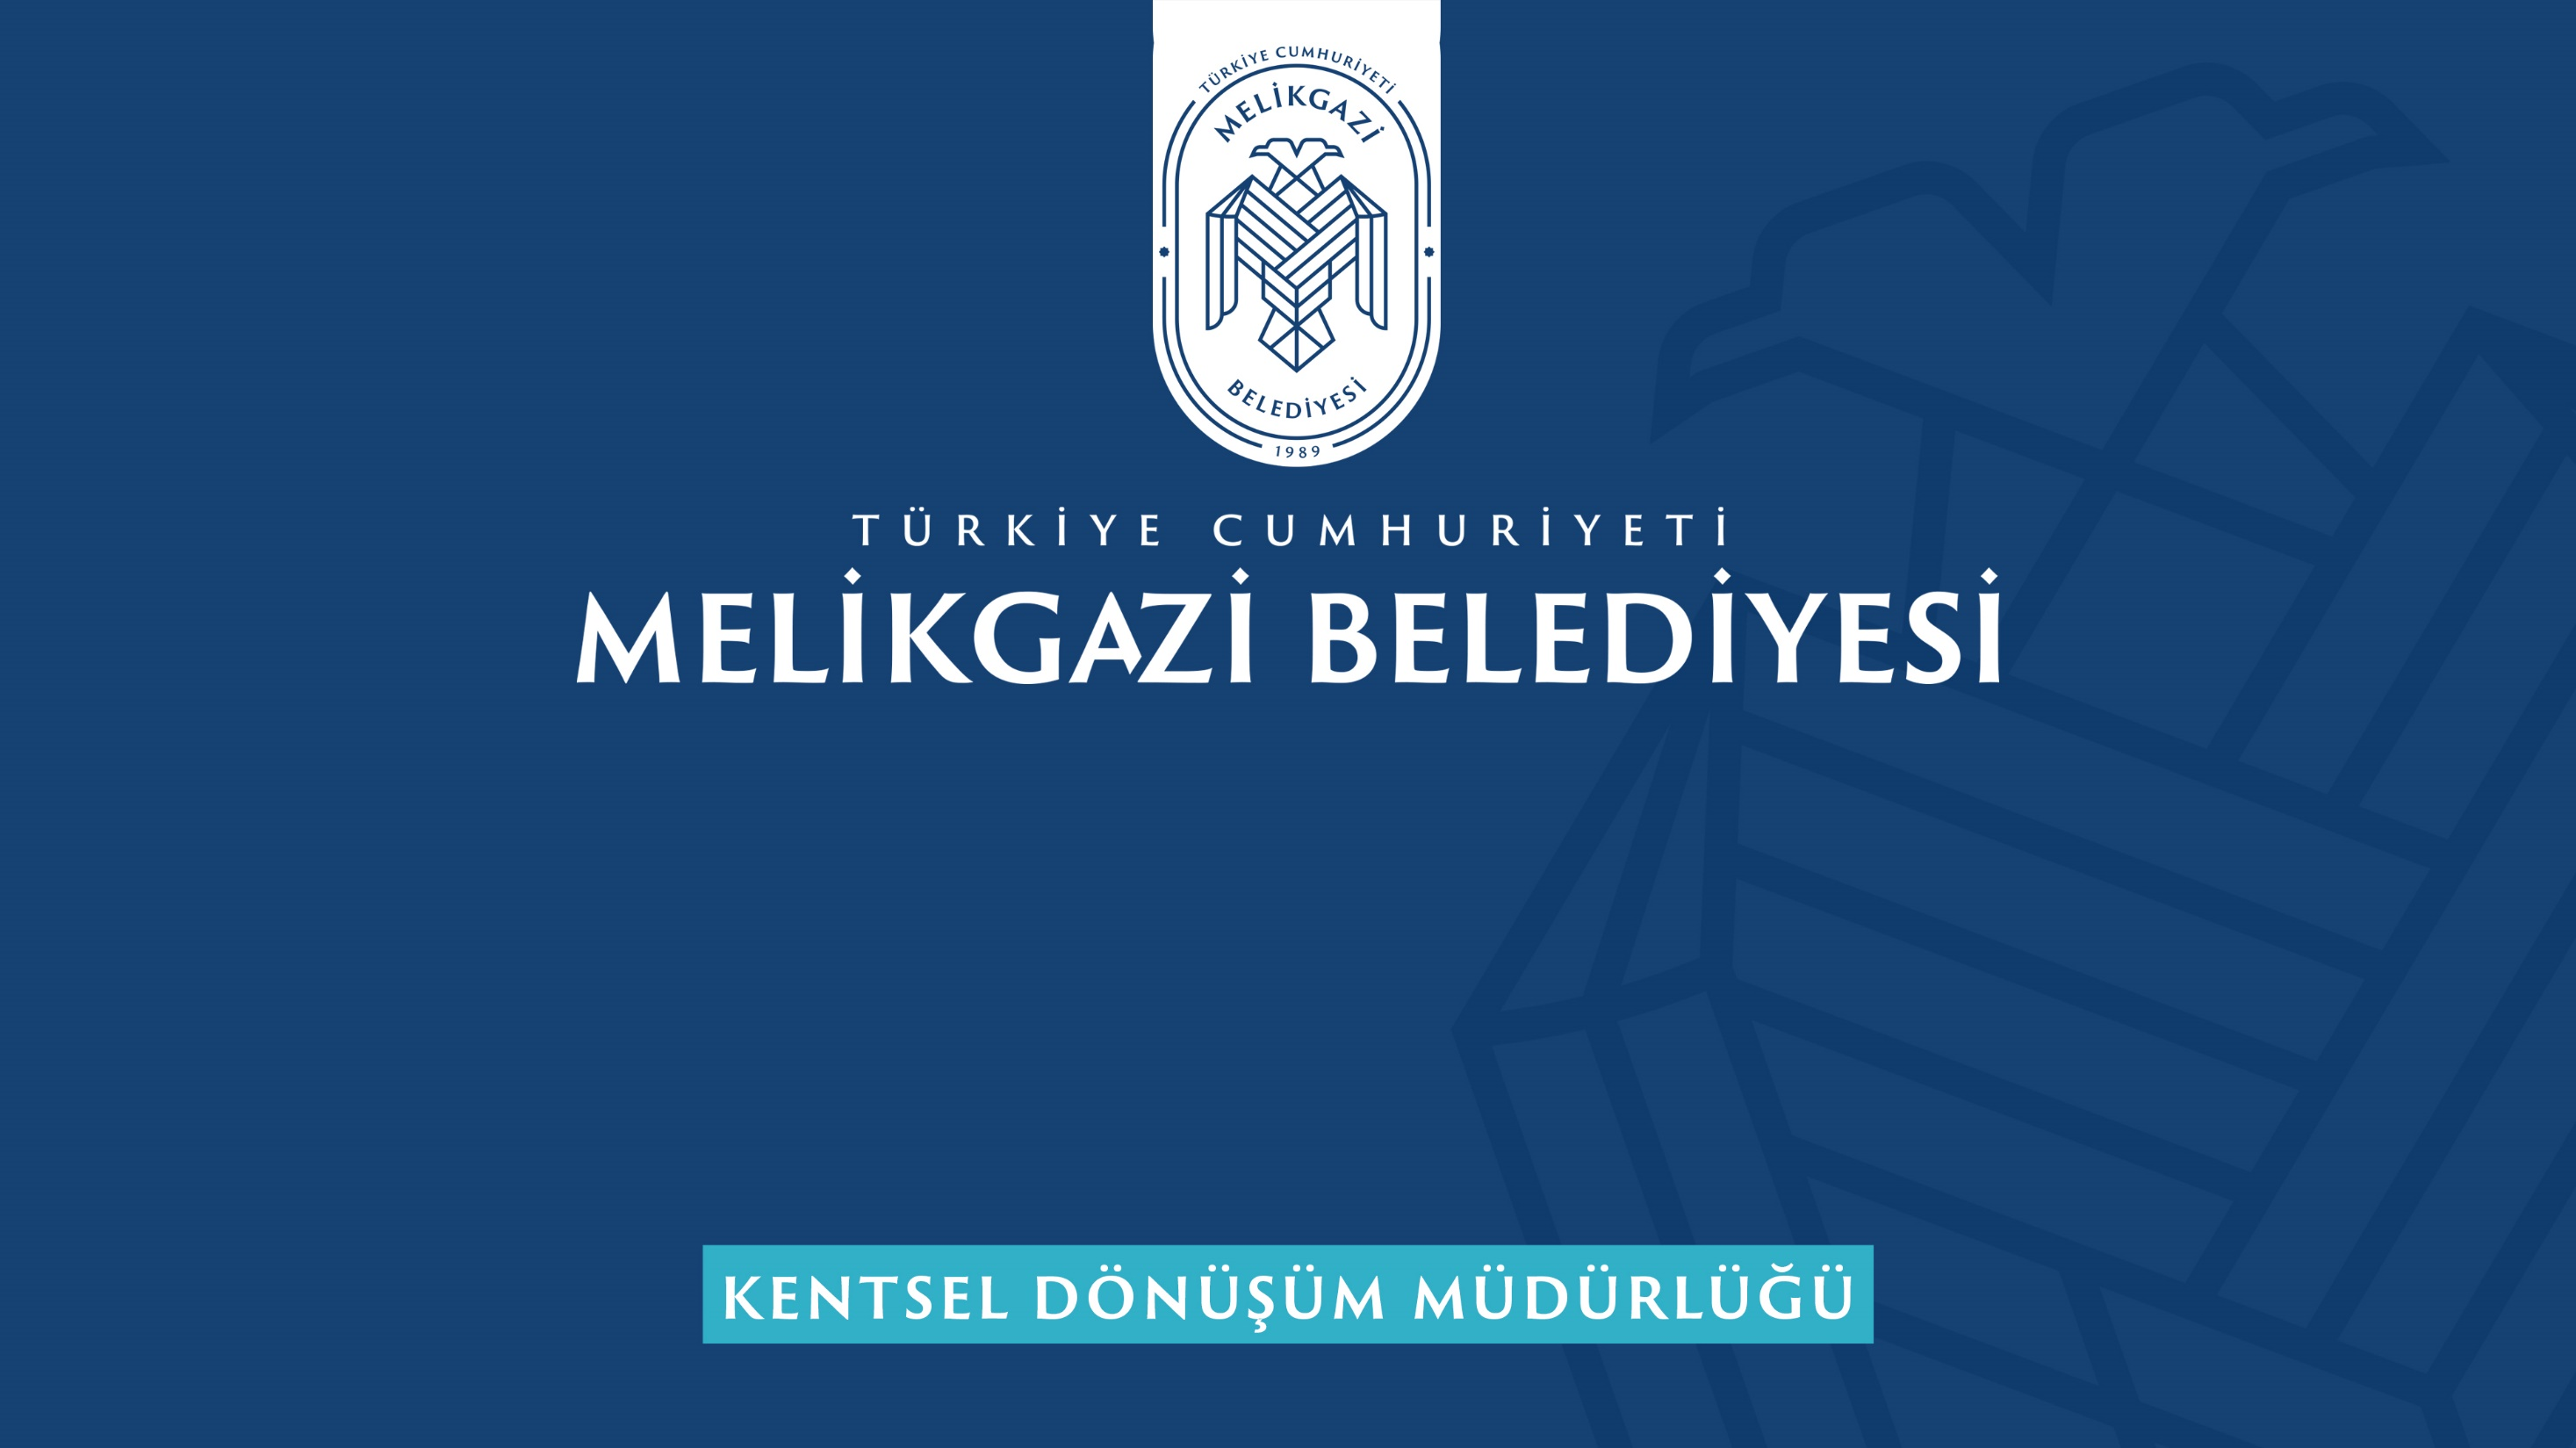 TÜRKİYE CUMHURİYETİ
MELİKGAZİ
BELEDİYESİ
1989
TÜRKİYE CUMHURİYETİ
MELİKGAZİ BELEDİYESİ
KENTSEL DÖNÜŞÜM MÜDÜRLÜĞÜ